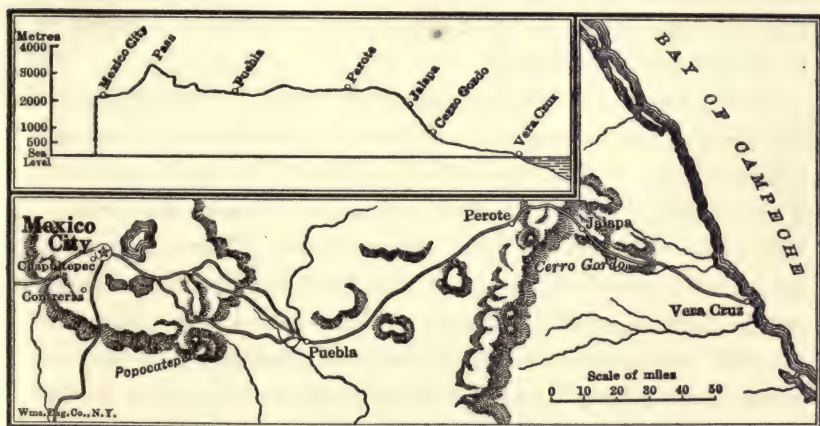 Metres
4000
3000
2000
1000
500
Sea
Level
Mexico City
Pass
Puebla
Perote
Jalapa
Cerro Gordo
Vera Cruz
BAY OF CAMPECHE
Mexico
City
Chapultepec
Contreras
Popocatepetl
Puebla
Perote
Jalapa
Cerro Gordo
Vera Cruz
Scale of miles
0 10 20 30 40 50
Wms. Eng. Co., N.Y.